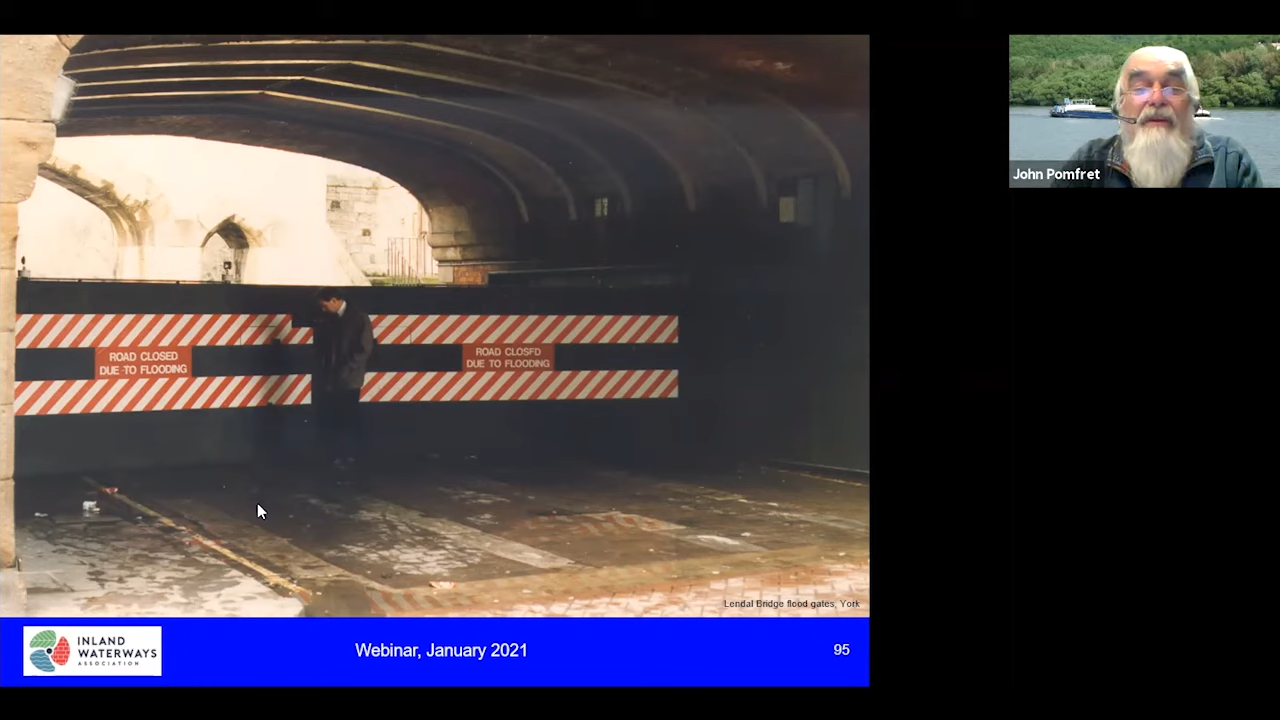 ROAD CLOSED
DUE TO FLOODING
ROAD CLOSED
DUE TO FLOODING
Lendal Bridge flood gates, York
INLAND
WATERWAYS
ASSOCIATION
Webinar, January 2021
95
John Pomfret